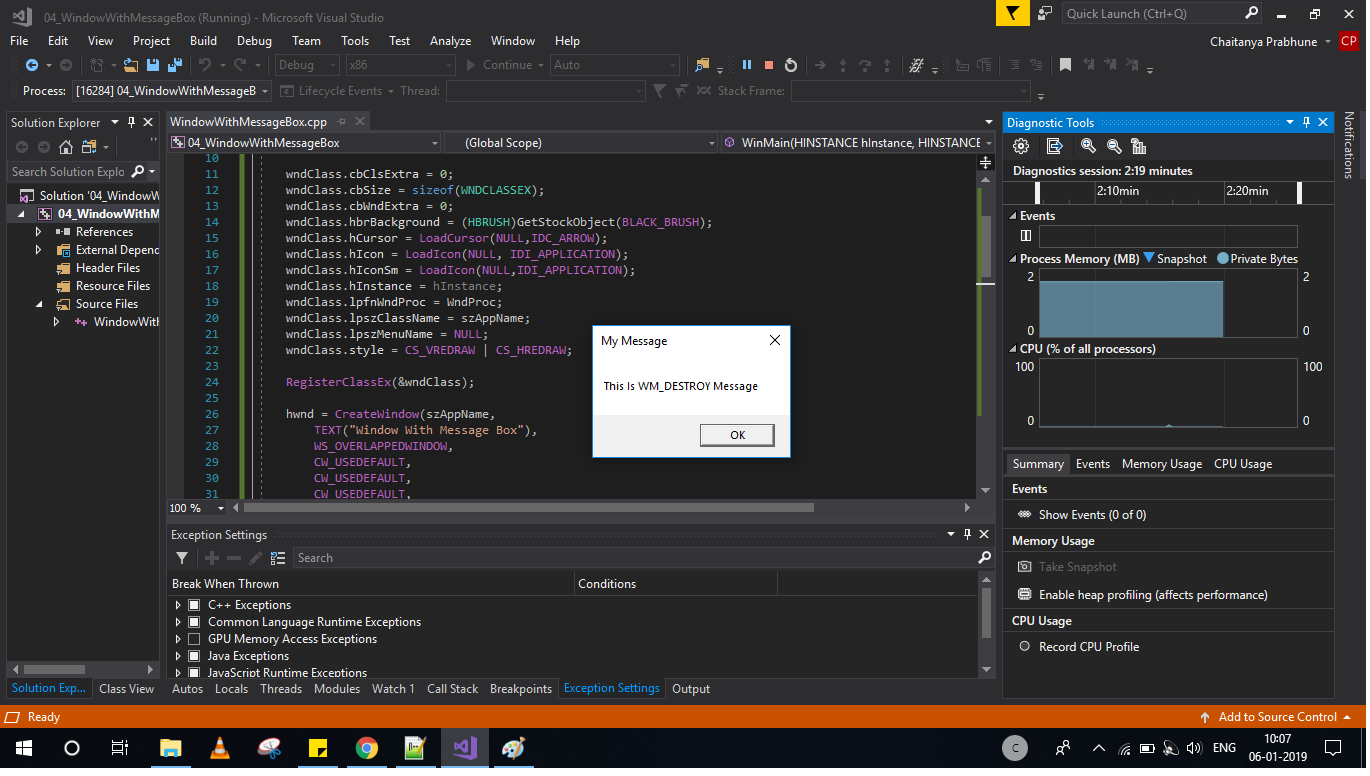 04_WindowWithMessageBox (Running) - Microsoft Visual Studio
Quick Launch (Ctrl+Q)
File Edit View Project Build Debug Team Tools Test Analyze Window Help
Chaitanya Prabhune CP
Debug x86 Continue Auto
Process: [16284] 04_WindowWithMessageB Lifecycle Events Thread: Stack Frame:
Solution Explorer
Search Solution Explo
Solution '04_WindowW
04_WindowWithM
References
External Depend
Header Files
Resource Files
Source Files
WindowWith
WindowWithMessageBox.cpp
04_WindowWithMessageBox (Global Scope) WinMain(HINSTANCE hInstance, HINSTANCE
10
11 wndClass.cbClsExtra = 0;
12 wndClass.cbSize = sizeof(WNDCLASSEX);
13 wndClass.cbWndExtra = 0;
14 wndClass.hbrBackground = (HBRUSH)GetStockObject(BLACK_BRUSH);
15 wndClass.hCursor = LoadCursor(NULL,IDC_ARROW);
16 wndClass.hIcon = LoadIcon(NULL, IDI_APPLICATION);
17 wndClass.hIconSm = LoadIcon(NULL,IDI_APPLICATION);
18 wndClass.hInstance = hInstance;
19 wndClass.lpfnWndProc = WndProc;
20 wndClass.lpszClassName = szAppName;
21 wndClass.lpszMenuName = NULL;
22 wndClass.style = CS_VREDRAW | CS_HREDRAW;
23
24 RegisterClassEx(&wndClass);
25
26 hwnd = CreateWindow(szAppName,
27 TEXT("Window With Message Box"),
28 WS_OVERLAPPEDWINDOW,
29 CW_USEDEFAULT,
30 CW_USEDEFAULT,
31 CW_USEDEFAULT,
100 %
My Message
This Is WM_DESTROY Message
OK
Exception Settings
Search
Break When Thrown Conditions
C++ Exceptions
Common Language Runtime Exceptions
GPU Memory Access Exceptions
Java Exceptions
JavaScript Runtime Exceptions
Solution Exp... Class View
Autos Locals Threads Modules Watch 1 Call Stack Breakpoints Exception Settings Output
Diagnostic Tools
Diagnostics session: 2:19 minutes
2:10min 2:20min
Events
Process Memory (MB) Snapshot Private Bytes
2 2
0 0
CPU (% of all processors)
100 100
0 0
Summary Events Memory Usage CPU Usage
Events
Show Events (0 of 0)
Memory Usage
Take Snapshot
Enable heap profiling (affects performance)
CPU Usage
Record CPU Profile
Notifications
Ready
Add to Source Control
C
ENG
10:07
06-01-2019